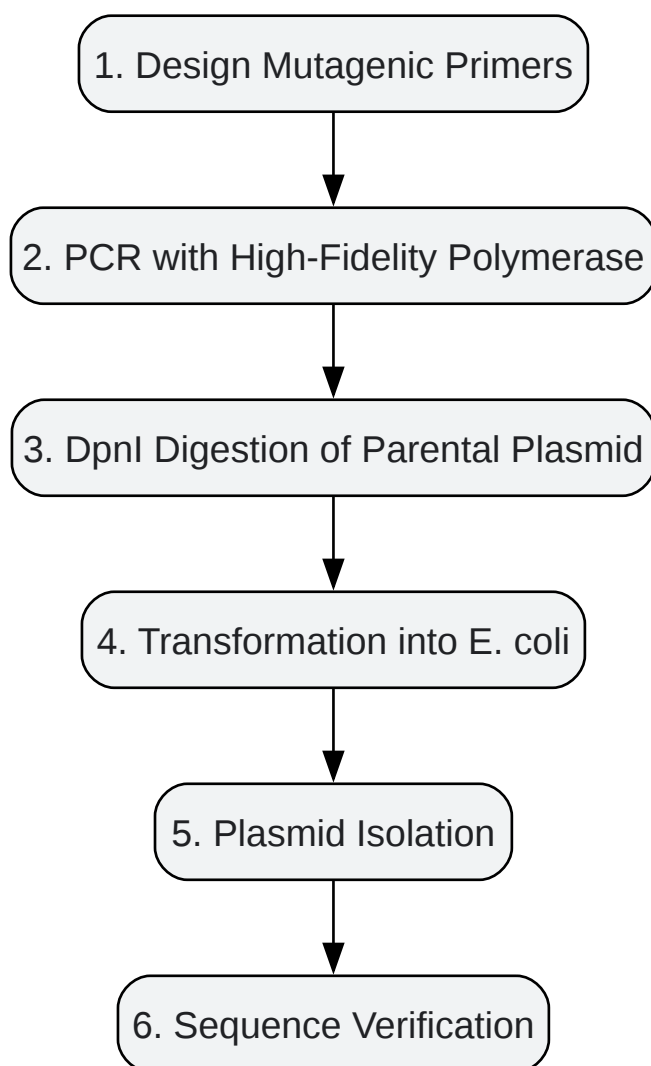 1. Design Mutagenic Primers
2. PCR with High-Fidelity Polymerase
3. DpnI Digestion of Parental Plasmid
4. Transformation into E. coli
5. Plasmid Isolation
6. Sequence Verification